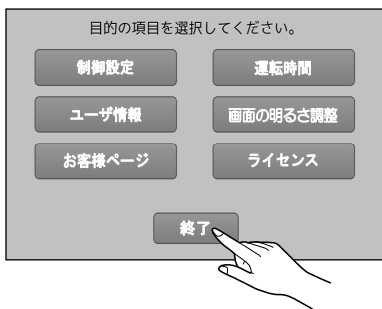 目的の項目を選択してください。
制御設定 運転時間
ユーザ情報 画面の明るさ調整
お客様ページ ライセンス
終了